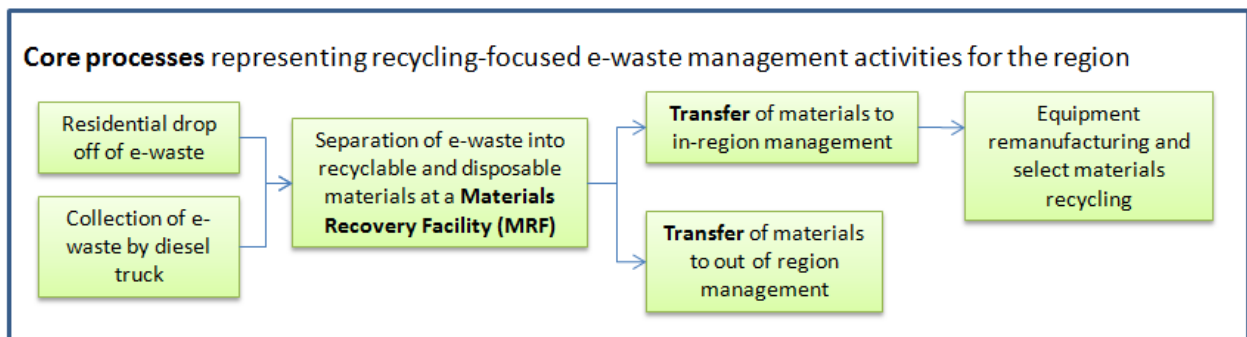 Core processes representing recycling-focused e-waste management activities for the region
Residential drop
off of e-waste
Collection of e-
waste by diesel
truck
Separation of e-waste into
recyclable and disposable
materials at a Materials
Recovery Facility (MRF)
Transfer of materials to
in-region management
Transfer of materials
to out of region
management
Equipment
remanufacturing and
select materials
recycling